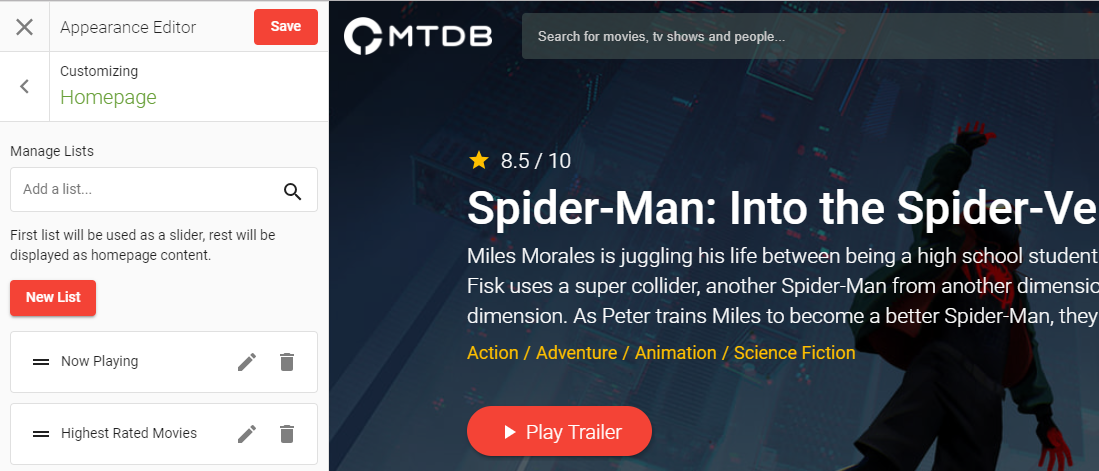 Appearance Editor
Save
Customizing
Homepage
Manage Lists
Add a list...
First list will be used as a slider, rest will be
displayed as homepage content.
New List
Now Playing
Highest Rated Movies
MTDB
Search for movies, tv shows and people...
8.5 / 10
Spider-Man: Into the Spider-Ve
Miles Morales is juggling his life between being a high school student
Fisk uses a super collider, another Spider-Man from another dimensio
dimension. As Peter trains Miles to become a better Spider-Man, they
Action / Adventure / Animation / Science Fiction
Play Trailer